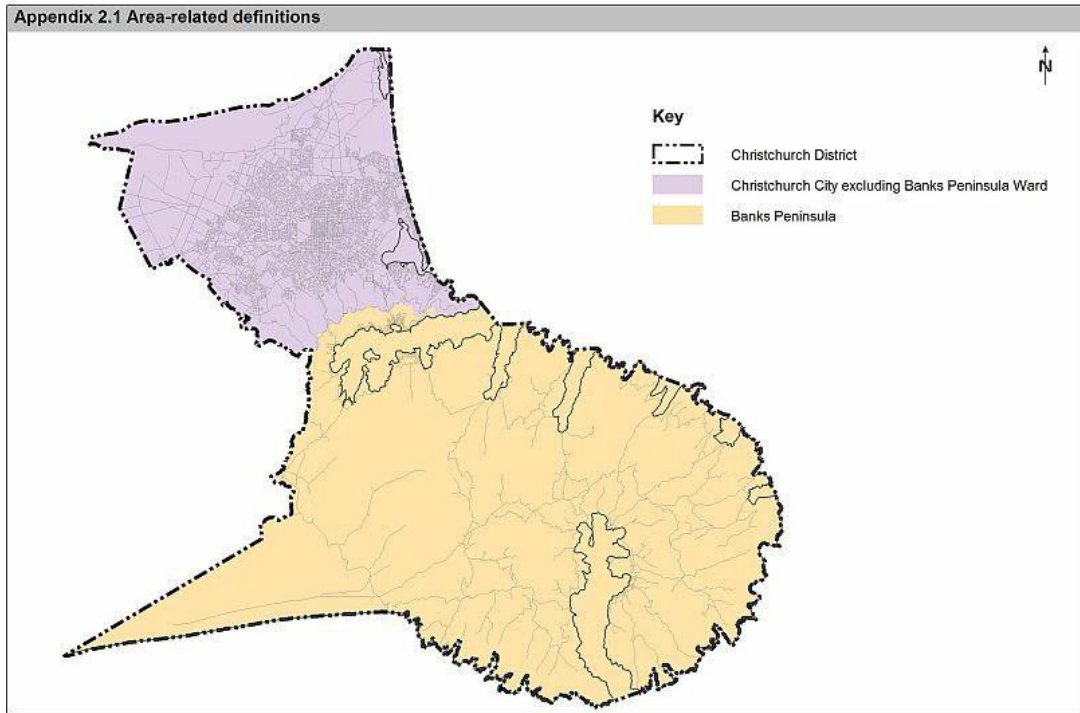 Appendix 2.1 Area-related definitions
N
Key
Christchurch District
Christchurch City excluding Banks Peninsula Ward
Banks Peninsula